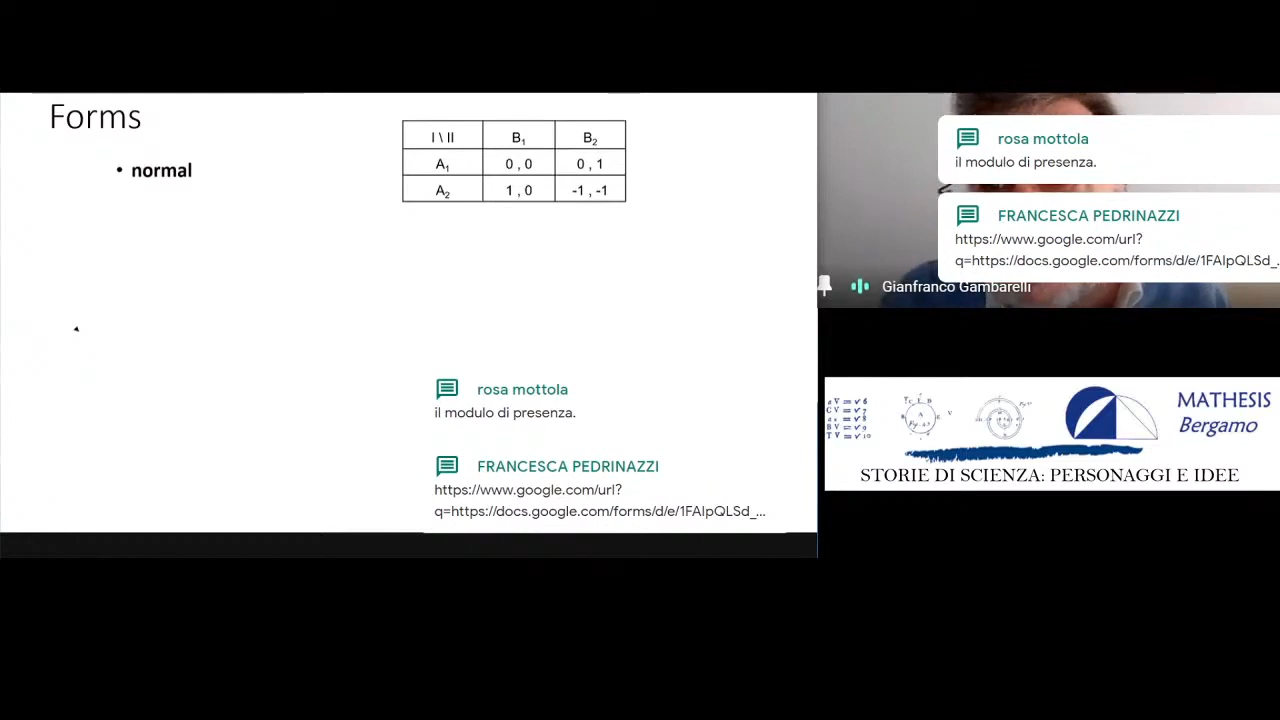 Forms
• normal
I \ II B₁ B₂
A₁ 0 , 0 0 , 1
A₂ 1 , 0 -1 , -1
rosa mottola
il modulo di presenza.
FRANCESCA PEDRINAZZI
https://www.google.com/url?
q=https://docs.google.com/forms/d/e/1FAIpQLSd_...
rosa mottola
il modulo di presenza.
FRANCESCA PEDRINAZZI
https://www.google.com/url?
q=https://docs.google.com/forms/d/e/1FAIpQLSd_...
Gianfranco Gambarelli
MATHESIS
Bergamo
STORIE DI SCIENZA: PERSONAGGI E IDEE